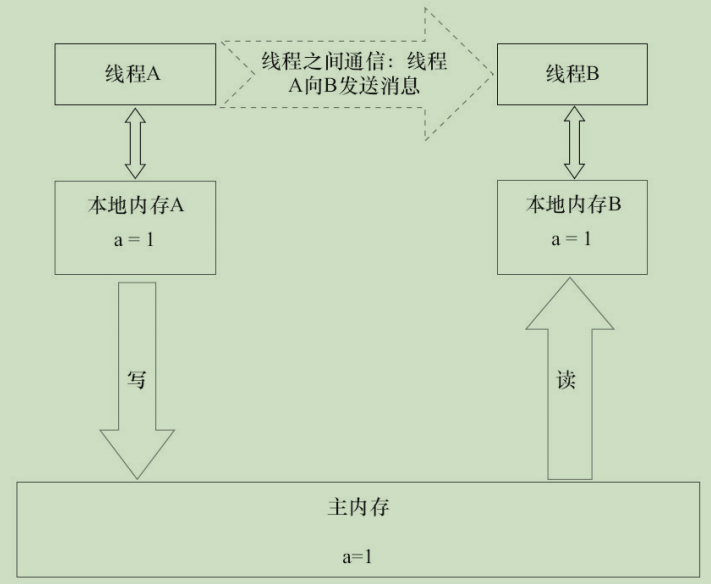 线程A
线程之间通信：线程
A向B发送消息
线程B
本地内存A
a = 1
本地内存B
a = 1
写
读
主内存
a=1